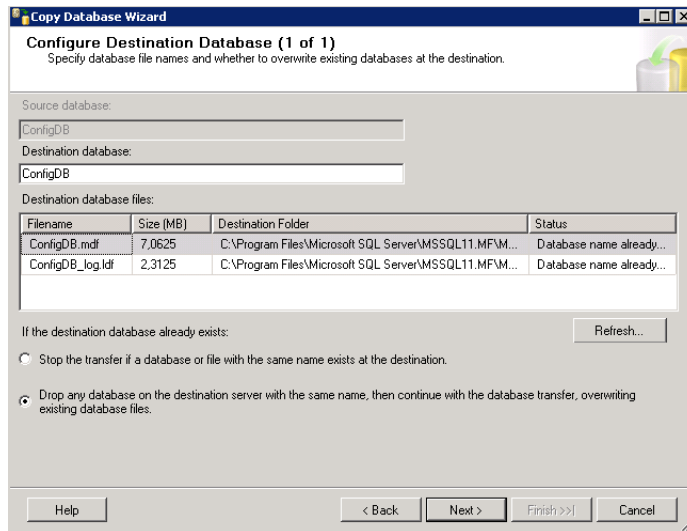 Copy Database Wizard
Configure Destination Database (1 of 1)
Specify database file names and whether to overwrite existing databases at the destination.
Source database:
ConfigDB
Destination database:
ConfigDB
Destination database files:
Filename Size (MB) Destination Folder Status
ConfigDB.mdf 7,0625 C:\Program Files\Microsoft SQL Server\MSSQL11.MF\M... Database name already...
ConfigDB_log.ldf 2,3125 C:\Program Files\Microsoft SQL Server\MSSQL11.MF\M... Database name already...
If the destination database already exists:
Refresh...
Stop the transfer if a database or file with the same name exists at the destination.
Drop any database on the destination server with the same name, then continue with the database transfer, overwriting
existing database files.
Help < Back Next > Finish >>| Cancel